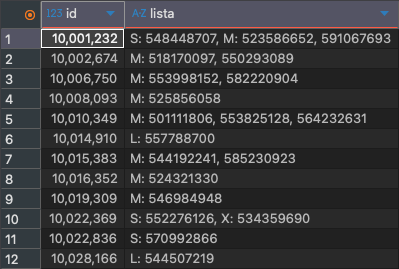 123 id A-Z lista
1 10,001,232 S: 548448707, M: 523586652, 591067693
2 10,002,674 M: 518170097, 550293089
3 10,006,750 M: 553998152, 582220904
4 10,008,093 M: 525856058
5 10,010,349 M: 501111806, 553825128, 564232631
6 10,014,910 L: 557788700
7 10,015,383 M: 544192241, 585230923
8 10,016,352 M: 524321330
9 10,019,309 M: 546984948
10 10,022,369 S: 552276126, X: 534359690
11 10,022,836 S: 570992866
12 10,028,166 L: 544507219